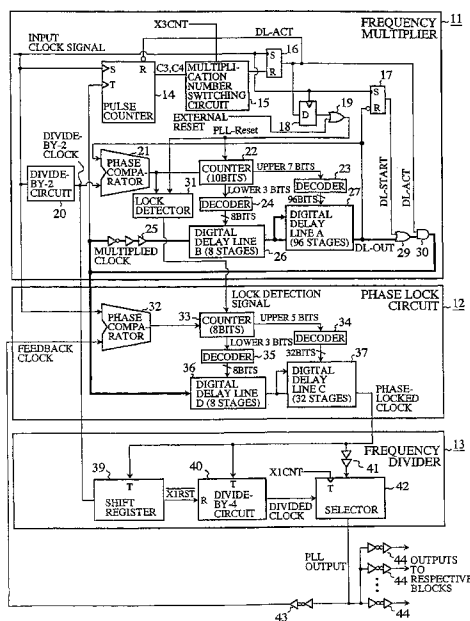 FREQUENCY
MULTIPLIER
11
X3CNT
INPUT
CLOCK SIGNAL
DL-ACT
16
S
R
C3,C4
MULTIPLI-
CATION
NUMBER
SWITCHING
CIRCUIT
15
S
R
T
PULSE
COUNTER
14
17
S
R
D
19
EXTERNAL
RESET
18
PLL-Reset
DIVIDE-
BY-2
CLOCK
21
PHASE
COMPA-
RATOR
22
COUNTER
(10BITS)
UPPER 7 BITS
23
DECODER
DIVIDE-
BY-2
CIRCUIT
20
31
LOCK
DETECTOR
LOWER 3 BITS
DECODER
24
96BITS
27
8BITS
DIGITAL
DELAY
LINE A
(96 STAGES)
DL-START
DL-ACT
25
MULTIPLIED
CLOCK
DIGITAL
DELAY LINE
B (8 STAGES)
26
DL-OUT
29
30
LOCK DETECTION
SIGNAL
PHASE LOCK
CIRCUIT
12
32
PHASE
COMPA-
RATOR
33
COUNTER
(8BITS)
UPPER 5 BITS
34
DECODER
FEEDBACK
CLOCK
LOWER 3 BITS
DECODER
35
32BITS
37
36
8BITS
DIGITAL
DELAY LINE
D (8 STAGES)
DIGITAL
DELAY
LINE C
(32 STAGES)
PHASE-
LOCKED
CLOCK
FREQUENCY
DIVIDER
13
39
40
41
T
SHIFT
REGISTER
X1RST
T
R
DIVIDE-
BY-4
CIRCUIT
DIVIDED
CLOCK
X1CNT
T
SELECTOR
42
PLL
OUTPUT
44
44
44
OUTPUTS
TO
RESPECTIVE
BLOCKS
43